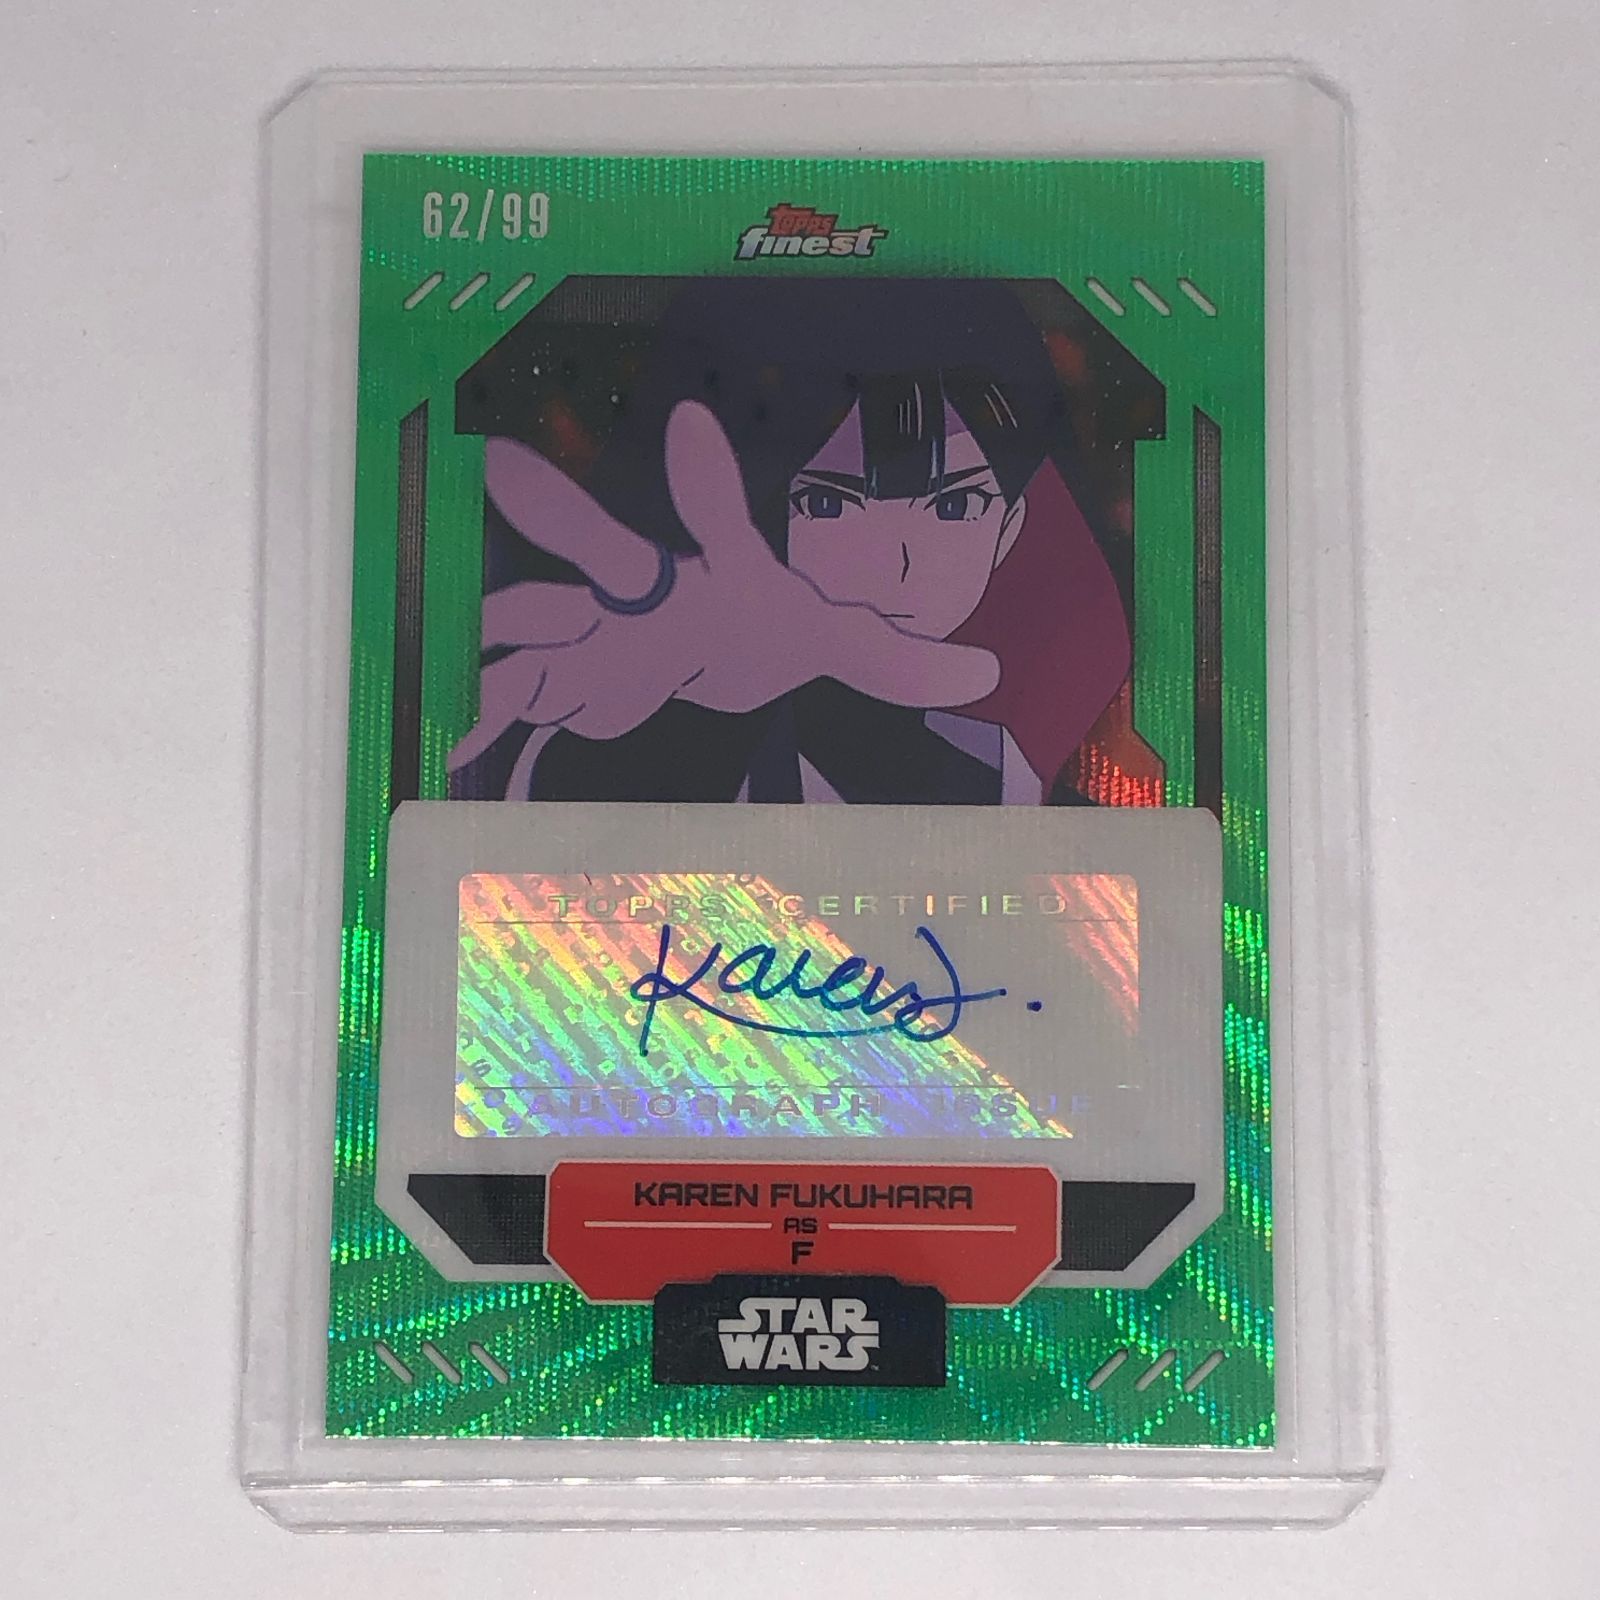 62/99
topps
finest
TOPPS CERTIFIED
Karen
AUTOGRAPH ISSUE
KAREN FUKUHARA
AS
F
STAR
WARS